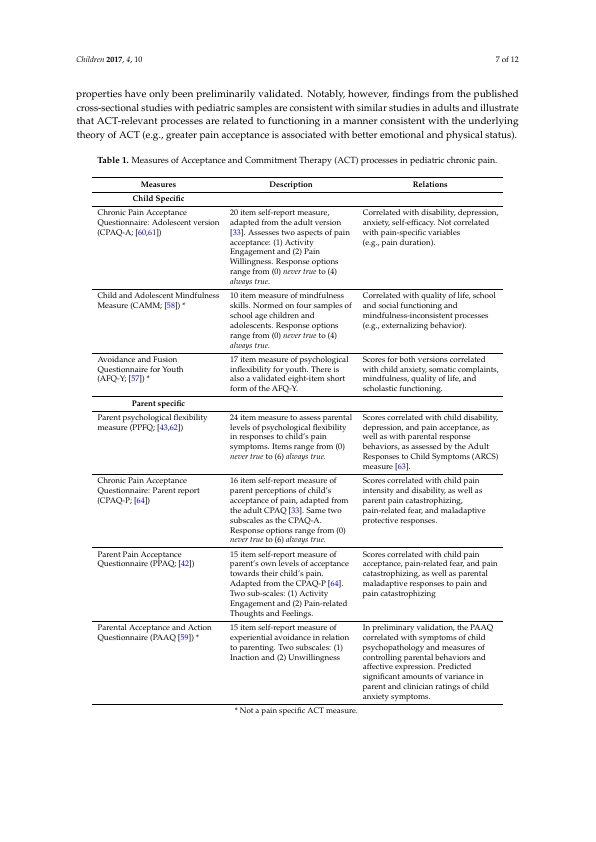 Children 2017, 4, 10
7 of 12
properties have only been preliminarily validated. Notably, however, findings from the published
cross-sectional studies with pediatric samples are consistent with similar studies in adults and illustrate
that ACT-relevant processes are related to functioning in a manner consistent with the underlying
theory of ACT (e.g., greater pain acceptance is associated with better emotional and physical status).
Table 1. Measures of Acceptance and Commitment Therapy (ACT) processes in pediatric chronic pain.
Measures
Description
Relations
Child Specific
Chronic Pain Acceptance
Questionnaire: Adolescent version
(CPAQ-A; [60,61])
20 item self-report measure,
adapted from the adult version
[33]. Assesses two aspects of pain
acceptance: (1) Activity
Engagement and (2) Pain
Willingness. Response options
range from (0) never true to (4)
always true.
Correlated with disability, depression,
anxiety, self-efficacy. Not correlated
with pain-specific variables
(e.g., pain duration).
Child and Adolescent Mindfulness
Measure (CAMM; [58]) *
10 item measure of mindfulness
skills. Normed on four samples of
school age children and
adolescents. Response options
range from (0) never true to (4)
always true.
Correlated with quality of life, school
and social functioning and
mindfulness-inconsistent processes
(e.g., externalizing behavior).
Avoidance and Fusion
Questionnaire for Youth
(AFQ-Y; [57]) *
17 item measure of psychological
inflexibility for youth. There is
also a validated eight-item short
form of the AFQ-Y.
Scores for both versions correlated
with child anxiety, somatic complaints,
mindfulness, quality of life, and
scholastic functioning.
Parent specific
Parent psychological flexibility
measure (PPFQ; [43,62])
24 item measure to assess parental
levels of psychological flexibility
in responses to child's pain
symptoms. Items range from (0)
never true to (6) always true.
Scores correlated with child disability,
depression, and pain acceptance, as
well as with parental response
behaviors, as assessed by the Adult
Responses to Child Symptoms (ARCS)
measure [63].
Chronic Pain Acceptance
Questionnaire: Parent report
(CPAQ-P; [64])
16 item self-report measure of
parent perceptions of child's
acceptance of pain, adapted from
the adult CPAQ [33]. Same two
subscales as the CPAQ-A.
Response options range from (0)
never true to (6) always true.
Scores correlated with child pain
intensity and disability, as well as
parent pain catastrophizing,
pain-related fear, and maladaptive
protective responses.
Parent Pain Acceptance
Questionnaire (PPAQ; [42])
15 item self-report measure of
parent's own levels of acceptance
towards their child's pain.
Adapted from the CPAQ-P [64].
Two sub-scales: (1) Activity
Engagement and (2) Pain-related
Thoughts and Feelings.
Scores correlated with child pain
acceptance, pain-related fear, and pain
catastrophizing, as well as parental
maladaptive responses to pain and
pain catastrophizing
Parental Acceptance and Action
Questionnaire (PAAQ [59]) *
15 item self-report measure of
experiential avoidance in relation
to parenting. Two subscales: (1)
Inaction and (2) Unwillingness
In preliminary validation, the PAAQ
correlated with symptoms of child
psychopathology and measures of
controlling parental behaviors and
affective expression. Predicted
significant amounts of variance in
parent and clinician ratings of child
anxiety symptoms.
* Not a pain specific ACT measure.